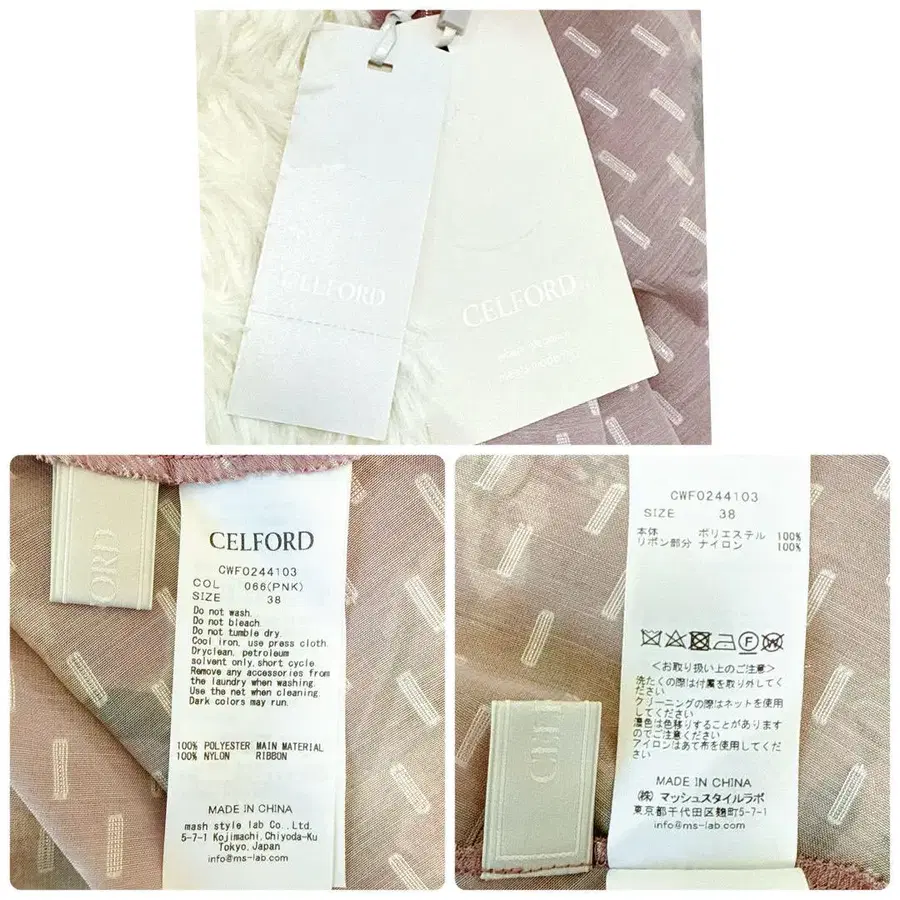 CELFORD
CELFORD
ORD
CELFORD
CWF0244103
COL 066(PNK)
SIZE 38
Do not wash.
Do not bleach.
Do not tumble dry.
Cool iron, use press cloth.
Dryclean, petroleum
solvent only, short cycle
Remove any accessories from
the laundry when washing.
Use the net when cleaning.
Dark colors may run.
100% POLYESTER MAIN MATERIAL
100% NYLON RIBBON
MADE IN CHINA
mash style lab Co., Ltd.
5-7-1 Kojimachi, Chiyoda-Ku
Tokyo, Japan
info@ms-lab.com
CWF0244103
SIZE 38
本体 ポリエステル 100%
リボン部分 ナイロン 100%
<お取り扱い上のご注意>
洗たくの際は付属を取り外してく
ださい
クリーニングの際はネットを使用
してください
濃色は色移りすることがあります
のでご注意ください
アイロンはあて布を使用してくだ
さい
MADE IN CHINA
(株) マッシュスタイルラボ
東京都千代田区麹町5-7-1
info@ms-lab.com